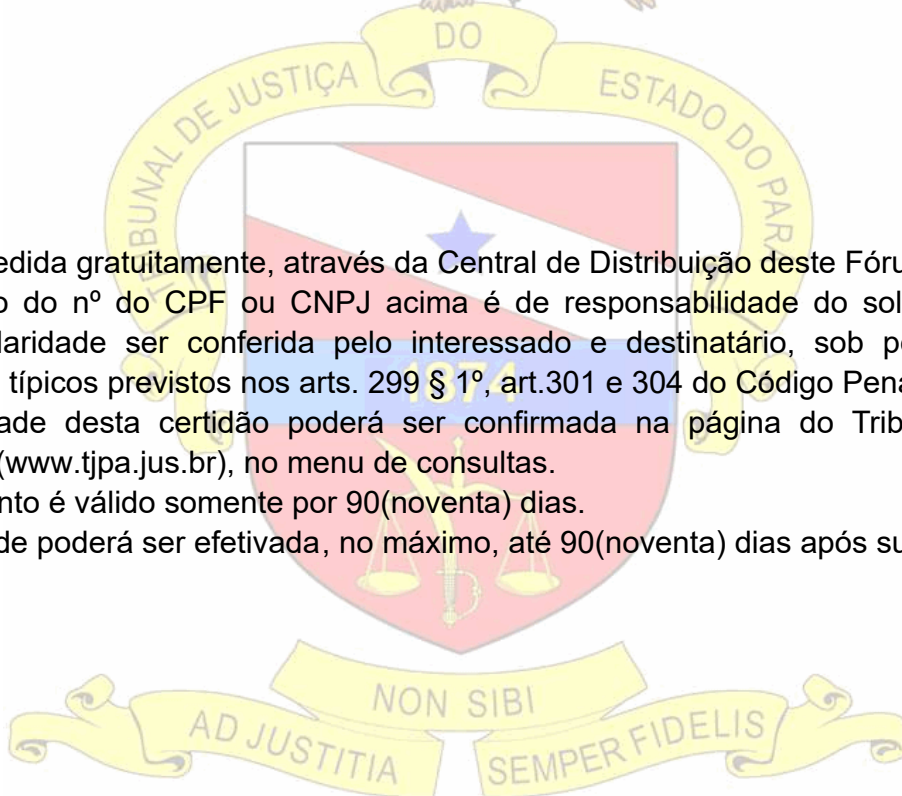 DO
TRIBUNAL DE JUSTIÇA
ESTADO DO PARÁ
edida gratuitamente, através da Central de Distribuição deste Fóru
o do nº do CPF ou CNPJ acima é de responsabilidade do sol
laridade ser conferida pelo interessado e destinatário, sob p
típicos previstos nos arts. 299 § 1º, art.301 e 304 do Código Pena
1874
ade desta certidão poderá ser confirmada na página do Trib
(www.tjpa.jus.br), no menu de consultas.
nto é válido somente por 90(noventa) dias.
de poderá ser efetivada, no máximo, até 90(noventa) dias após su
NON SIBI
AD JUSTITIA
SEMPER FIDELIS